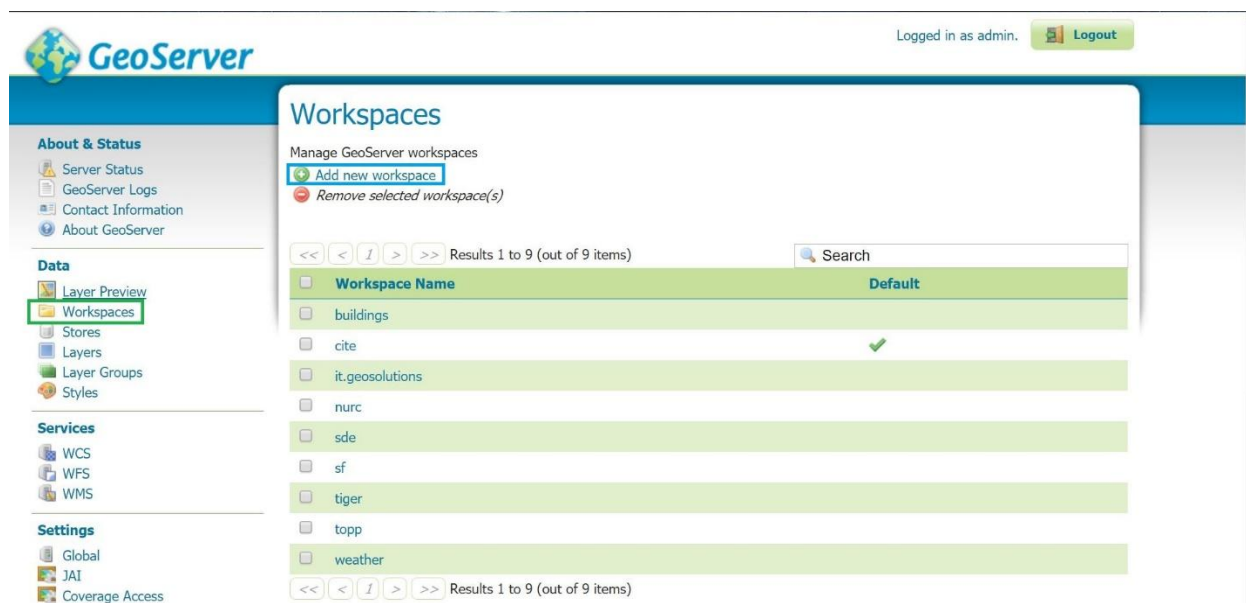 GeoServer
Logged in as admin.
Logout
About & Status
Server Status
GeoServer Logs
Contact Information
About GeoServer
Data
Layer Preview
Workspaces
Stores
Layers
Layer Groups
Styles
Services
WCS
WFS
WMS
Settings
Global
JAI
Coverage Access
Workspaces
Manage GeoServer workspaces
Add new workspace
Remove selected workspace(s)
<< < 1 > >> Results 1 to 9 (out of 9 items)
Search
Workspace Name Default
buildings
cite
it.geosolutions
nurc
sde
sf
tiger
topp
weather
<< < 1 > >> Results 1 to 9 (out of 9 items)